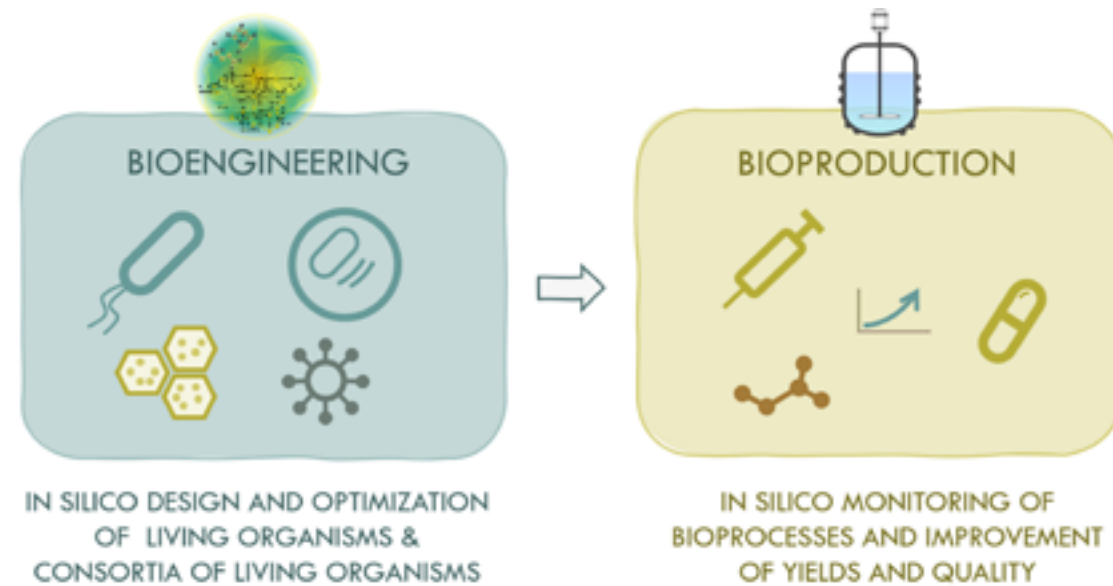 BIOENGINEERING
IN SILICO DESIGN AND OPTIMIZATION
OF LIVING ORGANISMS &
CONSORTIA OF LIVING ORGANISMS
BIOPRODUCTION
IN SILICO MONITORING OF
BIOPROCESSES AND IMPROVEMENT
OF YIELDS AND QUALITY